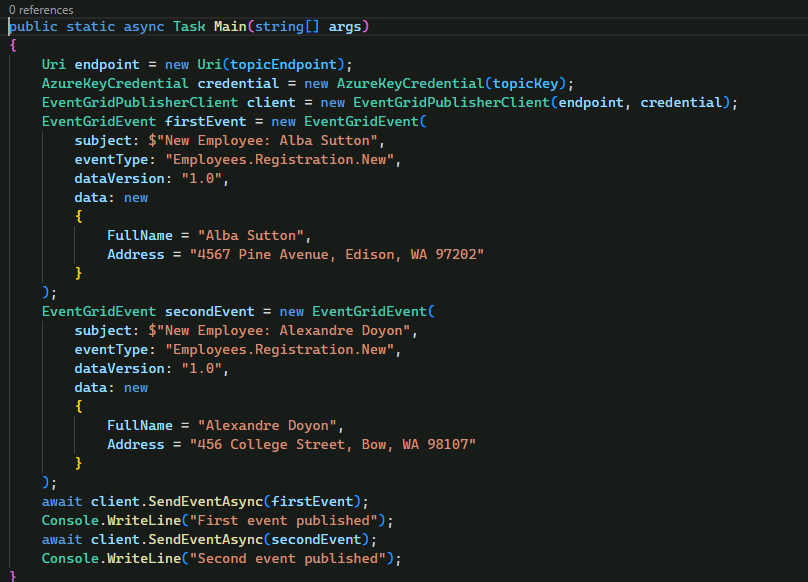 0 references
public static async Task Main(string[] args)
{
    Uri endpoint = new Uri(topicEndpoint);
    AzureKeyCredential credential = new AzureKeyCredential(topicKey);
    EventGridPublisherClient client = new EventGridPublisherClient(endpoint, credential);
    EventGridEvent firstEvent = new EventGridEvent(
        subject: $"New Employee: Alba Sutton",
        eventType: "Employees.Registration.New",
        dataVersion: "1.0",
        data: new
        {
            FullName = "Alba Sutton",
            Address = "4567 Pine Avenue, Edison, WA 97202"
        }
    );
    EventGridEvent secondEvent = new EventGridEvent(
        subject: $"New Employee: Alexandre Doyon",
        eventType: "Employees.Registration.New",
        dataVersion: "1.0",
        data: new
        {
            FullName = "Alexandre Doyon",
            Address = "456 College Street, Bow, WA 98107"
        }
    );
    await client.SendEventAsync(firstEvent);
    Console.WriteLine("First event published");
    await client.SendEventAsync(secondEvent);
    Console.WriteLine("Second event published");
}